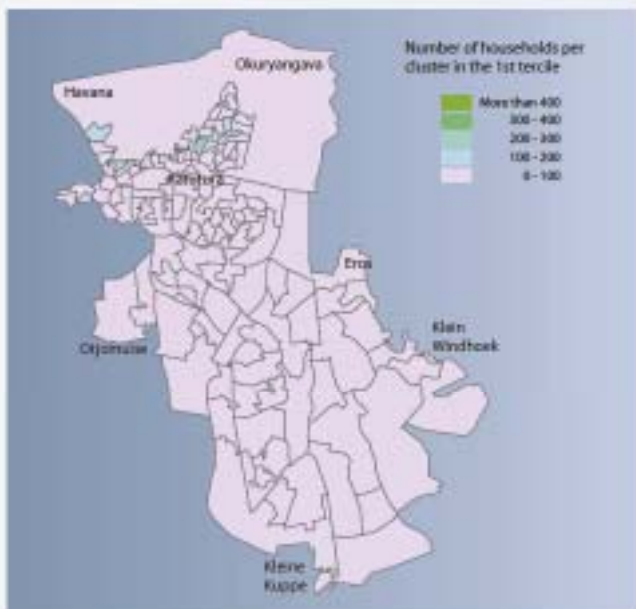 Number of households per
cluster in the 1st tercile
More than 400
300 - 400
200 - 300
100 - 200
0 - 100
Okuryangava
Havana
Katutura
Eros
Klein
Windhoek
Otjomuise
Kleine
Kuppe